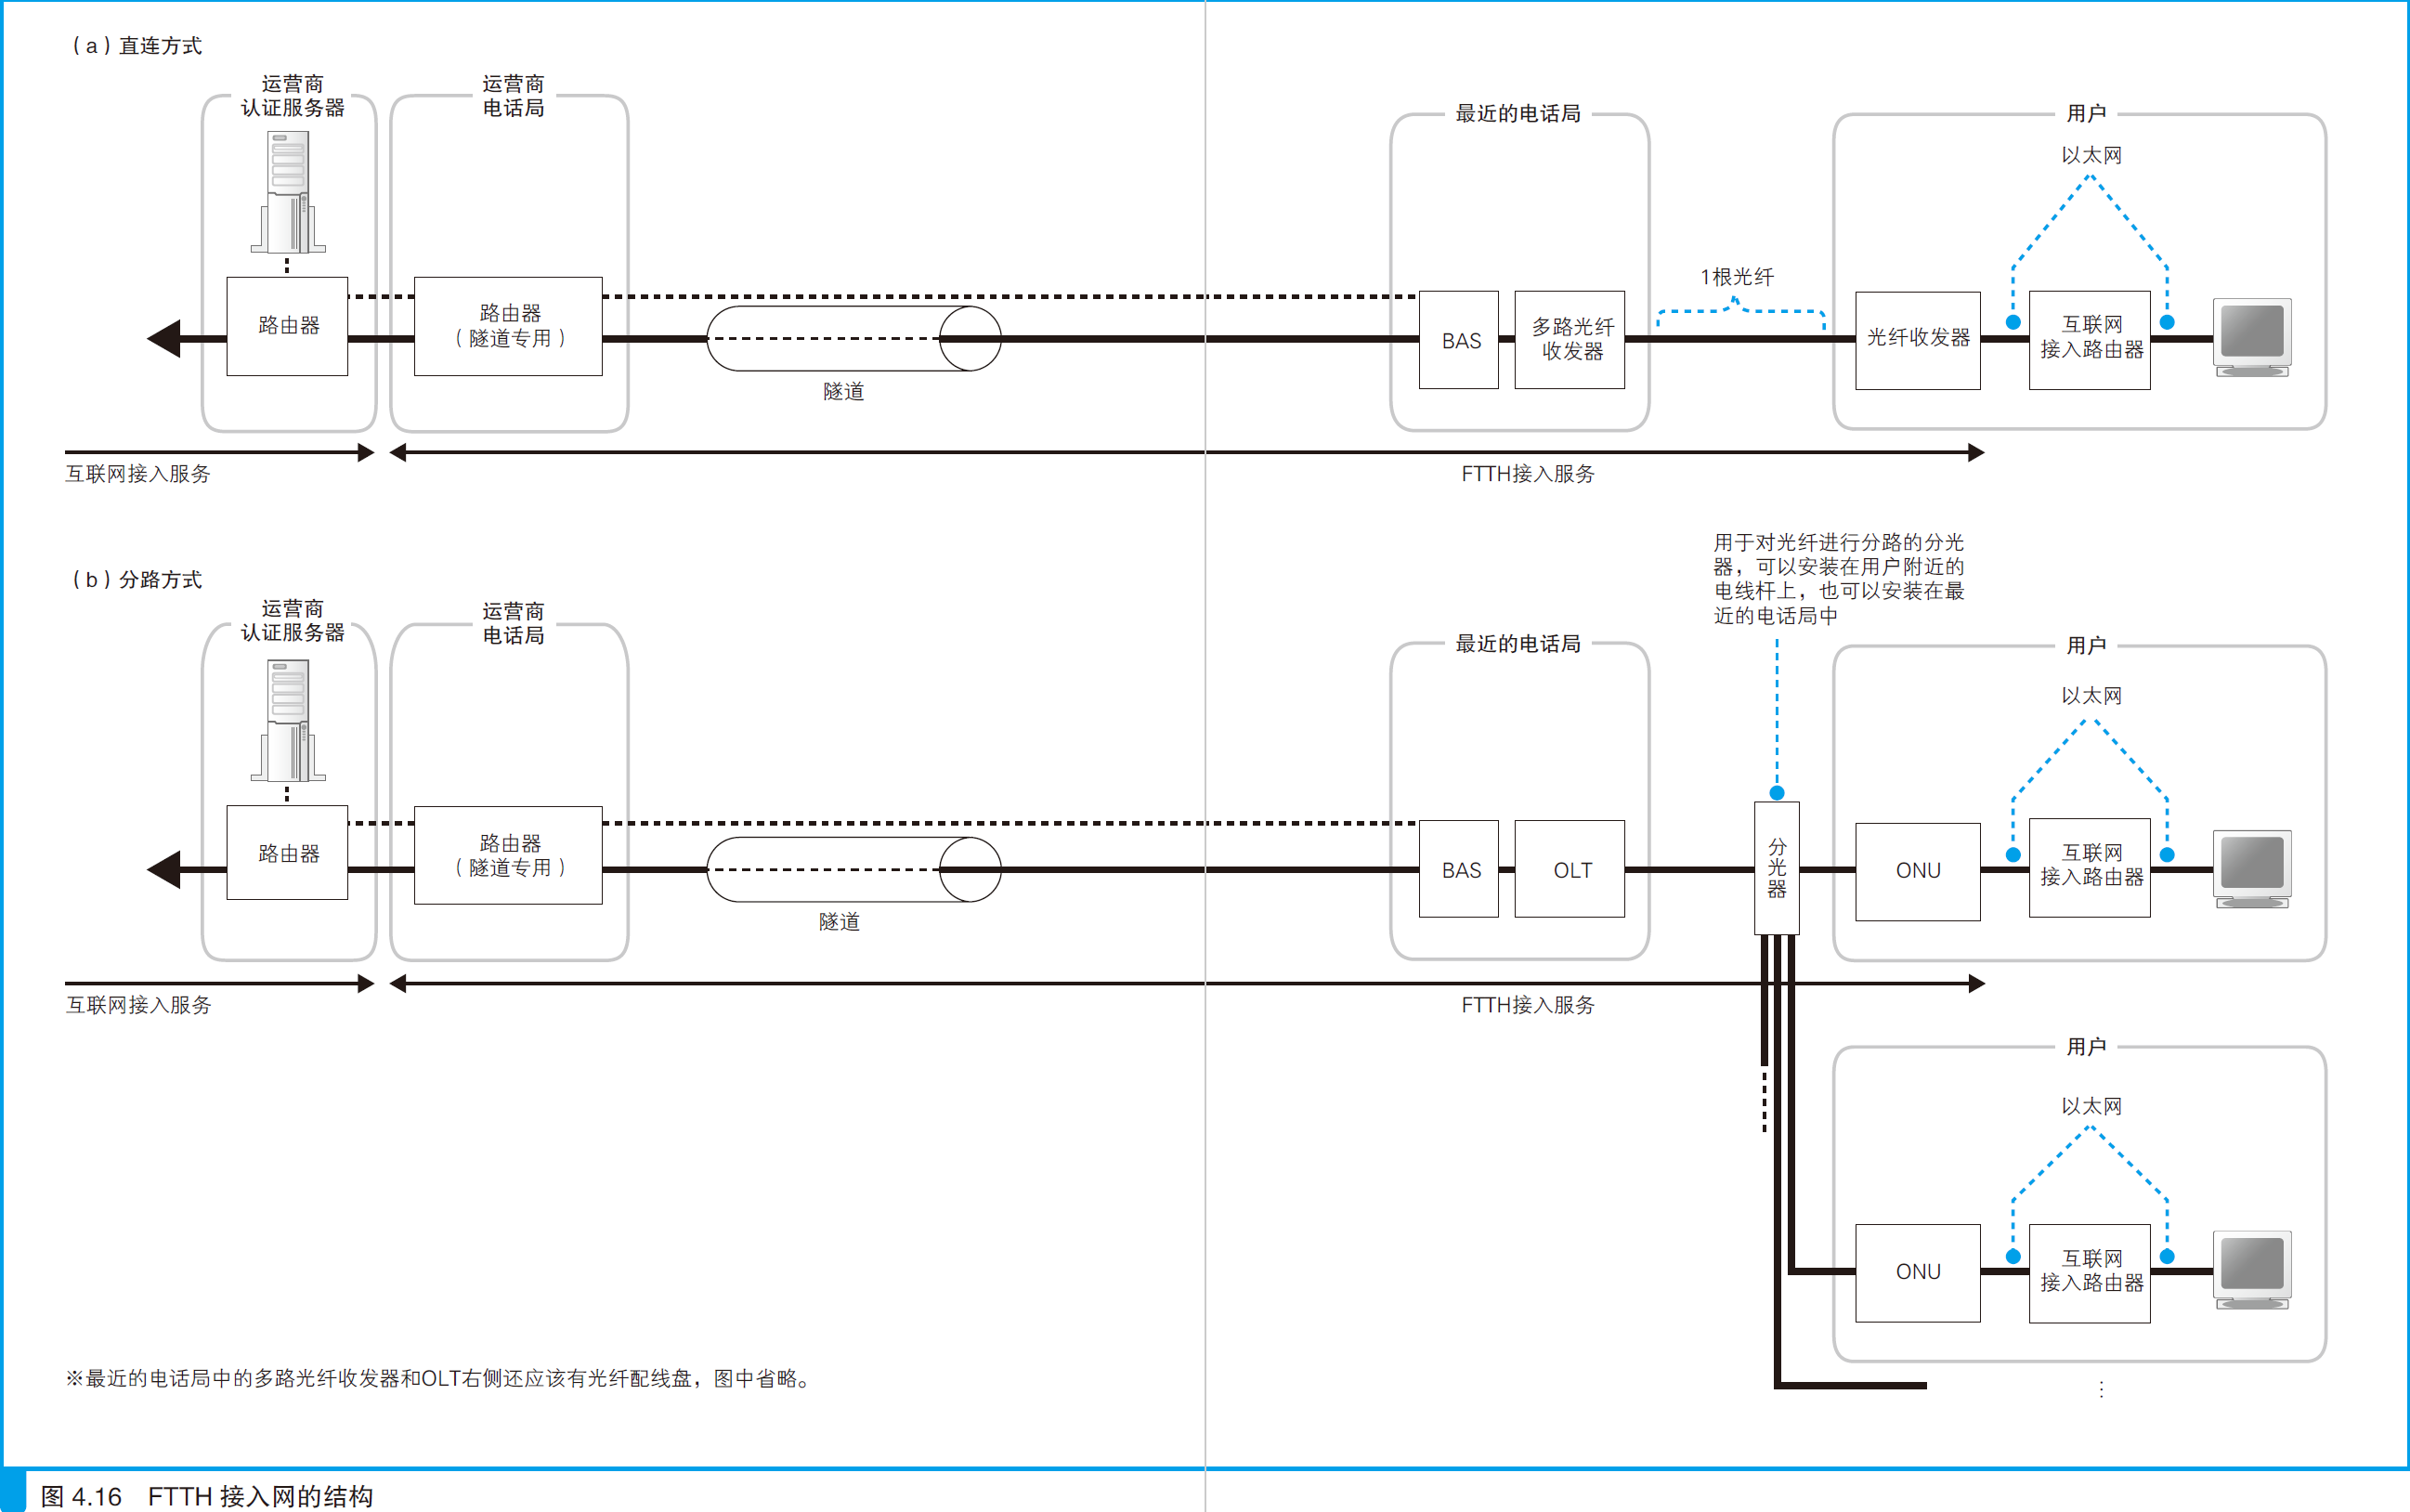 （a）直连方式
运营商
认证服务器
运营商
电话局
最近的电话局
用户
以太网
1根光纤
路由器
路由器
（隧道专用）
隧道
BAS
多路光纤
收发器
光纤收发器
互联网
接入路由器
互联网接入服务
FTTH接入服务
用于对光纤进行分路的分光
器，可以安装在用户附近的
电线杆上，也可以安装在最
近的电话局中
（b）分路方式
运营商
认证服务器
运营商
电话局
最近的电话局
用户
以太网
路由器
路由器
（隧道专用）
隧道
BAS
OLT
分
光
器
ONU
互联网
接入路由器
互联网接入服务
FTTH接入服务
用户
以太网
ONU
互联网
接入路由器
⋮
※最近的电话局中的多路光纤收发器和OLT右侧还应该有光纤配线盘，图中省略。
图 4.16 FTTH 接入网的结构